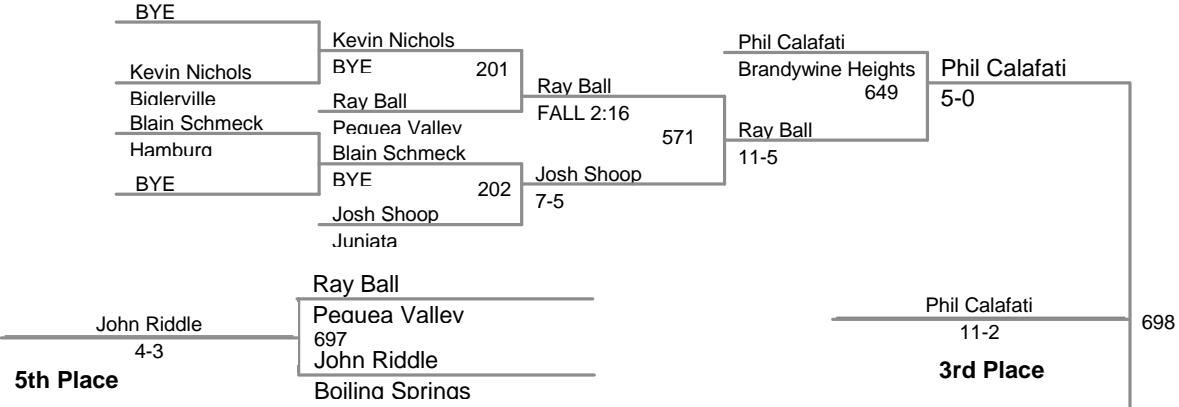 BYE
Kevin Nichols
Biglerville
Blain Schmeck
Hamburg
BYE
Kevin Nichols
BYE
201
Ray Ball
Pequea Valley
Blain Schmeck
BYE
202
Josh Shoop
Juniata
Ray Ball
FALL 2:16
571
Josh Shoop
7-5
Phil Calafati
Brandywine Heights
649
Ray Ball
11-5
Phil Calafati
5-0
Ray Ball
Pequea Valley
697
John Riddle
Boiling Springs
John Riddle
4-3
5th Place
Phil Calafati
11-2
698
3rd Place